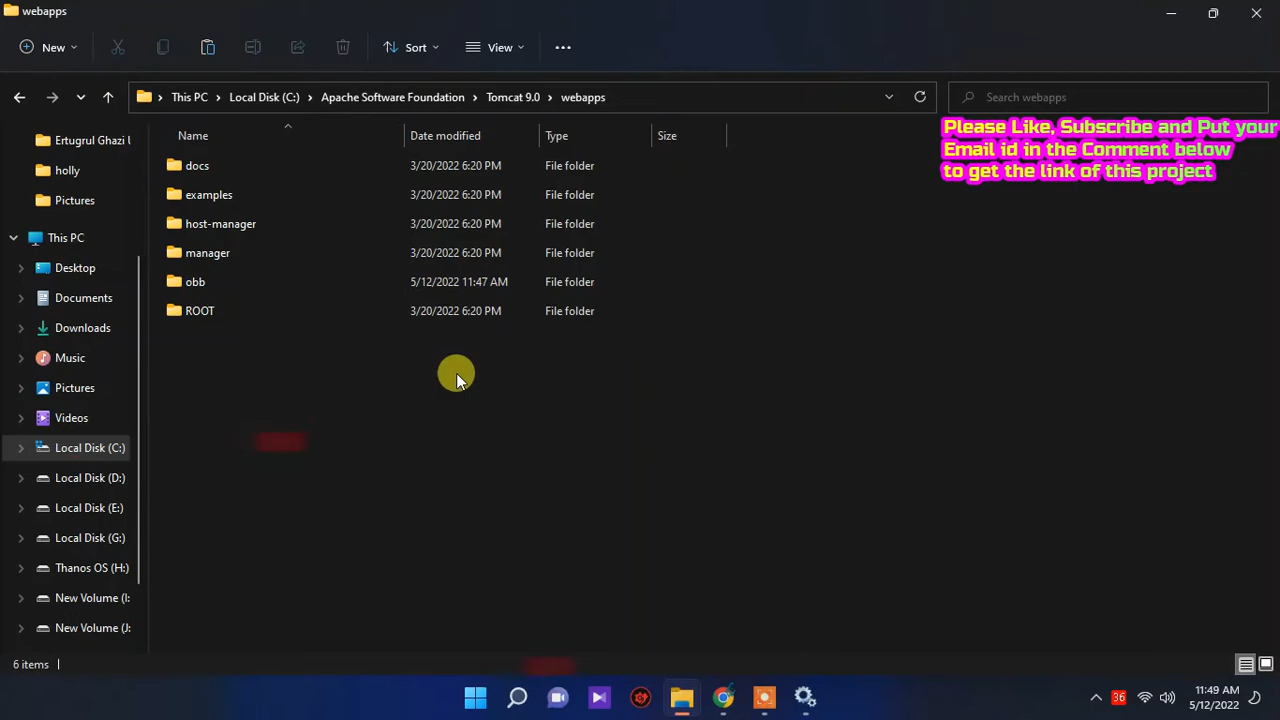 webapps
New
Sort
View
This PC
Local Disk (C:)
Apache Software Foundation
Tomcat 9.0
webapps
Search webapps
Please Like, Subscribe and Put your
Email id in the Comment below
to get the link of this project
Name
Date modified
Type
Size
Ertugrul Ghazi U
holly
Pictures
This PC
Desktop
Documents
Downloads
Music
Pictures
Videos
Local Disk (C:)
Local Disk (D:)
Local Disk (E:)
Local Disk (G:)
Thanos OS (H:)
New Volume (I:
New Volume (J:
docs 3/20/2022 6:20 PM File folder
examples 3/20/2022 6:20 PM File folder
host-manager 3/20/2022 6:20 PM File folder
manager 3/20/2022 6:20 PM File folder
obb 5/12/2022 11:47 AM File folder
ROOT 3/20/2022 6:20 PM File folder
6 items
36
11:49 AM
5/12/2022